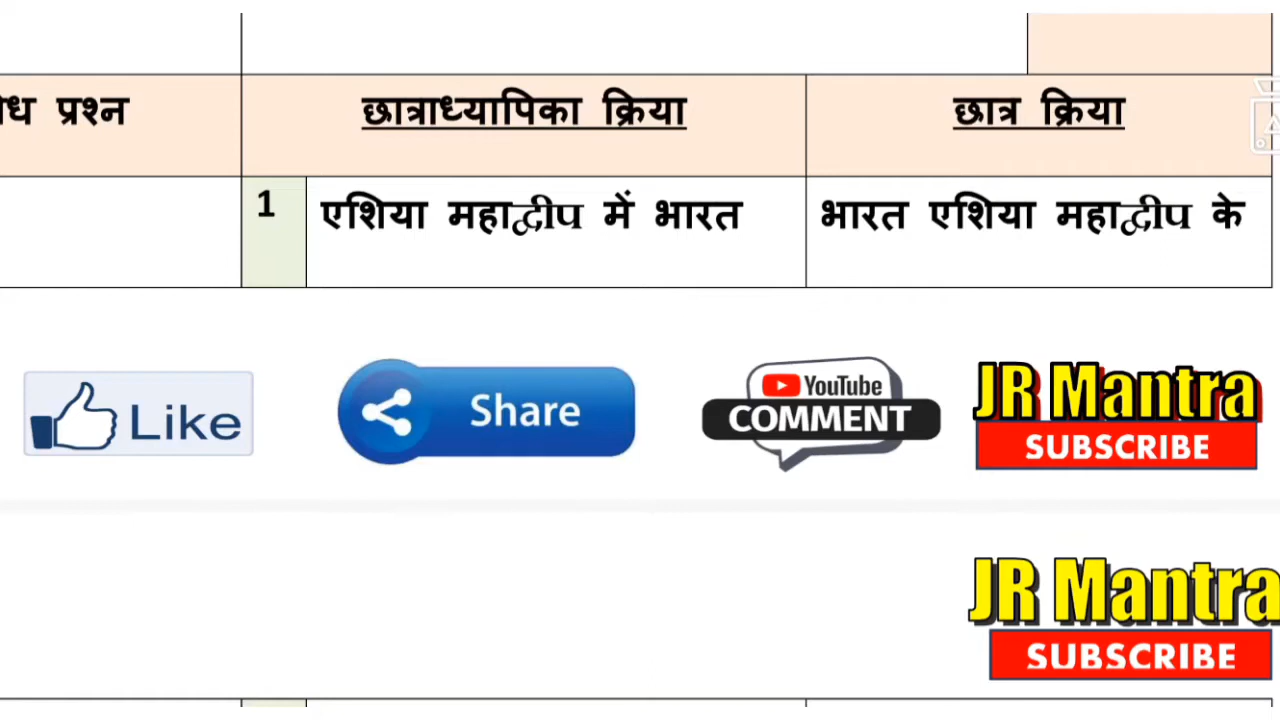 प्रश्न छात्राध्यापिका क्रिया छात्र क्रिया
1 एशिया महाद्वीप में भारत भारत एशिया महाद्वीप के
Like Share YouTube COMMENT JR Mantra SUBSCRIBE
JR Mantra
SUBSCRIBE